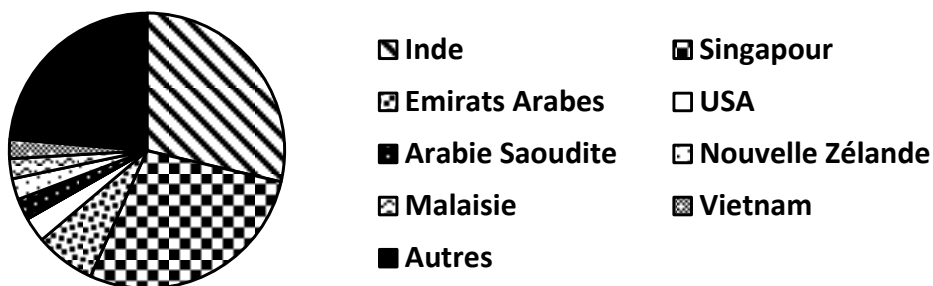 Inde Singapour
Emirats Arabes USA
Arabie Saoudite Nouvelle Zélande
Malaisie Vietnam
Autres